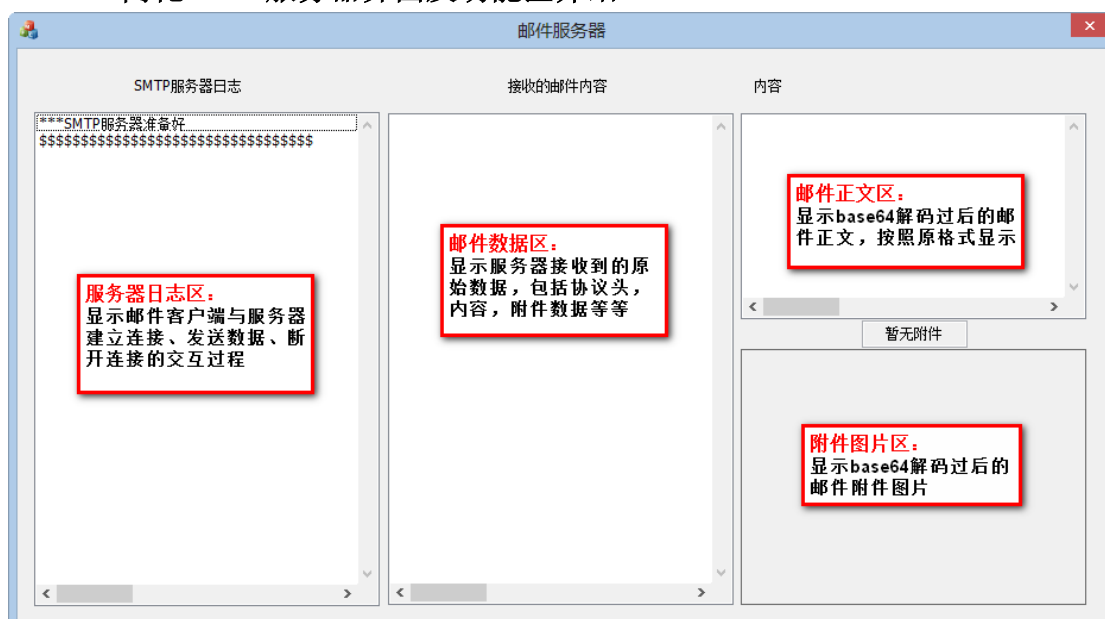 邮件服务器
SMTP服务器日志
接收的邮件内容
内容
***SMTP服务器准备好
$$$$$$$$$$$$$$$$$$$$$$$$$$$$$$$$$
服务器日志区：
显示邮件客户端与服务器
建立连接、发送数据、断
开连接的交互过程
邮件数据区：
显示服务器接收到的原
始数据，包括协议头，
内容，附件数据等等
邮件正文区：
显示base64解码过后的邮
件正文，按照原格式显示
暂无附件
附件图片区：
显示base64解码过后的
邮件附件图片